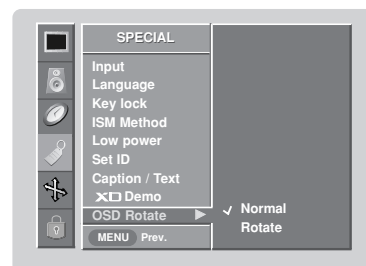 SPECIAL
Input
Language
Key lock
ISM Method
Low power
Set ID
Caption / Text
XD Demo
OSD Rotate ▶
✓ Normal
Rotate
MENU Prev.